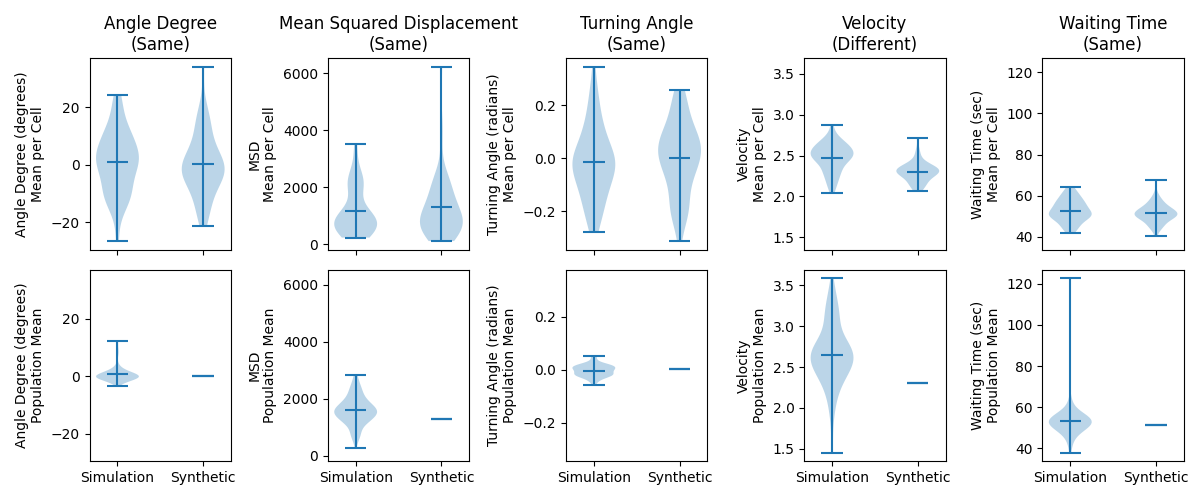 Angle Degree
(Same)
Mean Squared Displacement
(Same)
Turning Angle
(Same)
Velocity
(Different)
Waiting Time
(Same)
Angle Degree (degrees)
Mean per Cell
20
0
−20
MSD
Mean per Cell
6000
4000
2000
0
Turning Angle (radians)
Mean per Cell
0.2
0.0
−0.2
Velocity
Mean per Cell
3.5
3.0
2.5
2.0
1.5
Waiting Time (sec)
Mean per Cell
120
100
80
60
40
Angle Degree (degrees)
Population Mean
20
0
−20
MSD
Population Mean
6000
4000
2000
0
Turning Angle (radians)
Population Mean
0.2
0.0
−0.2
Velocity
Population Mean
3.5
3.0
2.5
2.0
1.5
Waiting Time (sec)
Population Mean
120
100
80
60
40
Simulation Synthetic
Simulation Synthetic
Simulation Synthetic
Simulation Synthetic
Simulation Synthetic